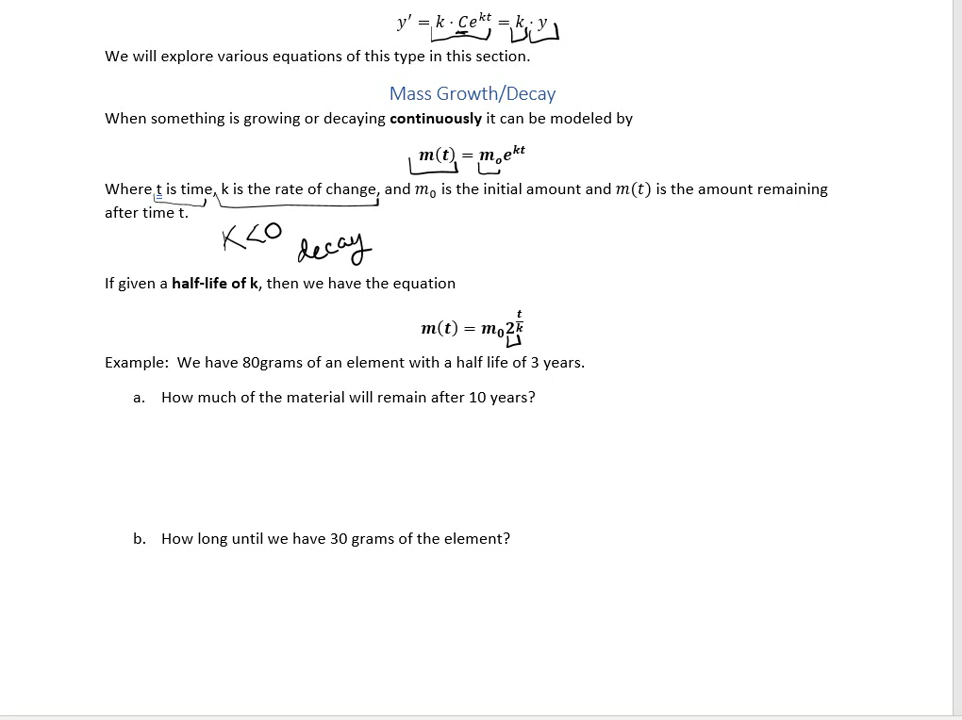 y′ = k · Ce^{kt} = k · y
We will explore various equations of this type in this section.
Mass Growth/Decay
When something is growing or decaying continuously it can be modeled by
m(t) = m₀e^{kt}
Where t is time, k is the rate of change, and m₀ is the initial amount and m(t) is the amount remaining
after time t.
K<0 decay
If given a half-life of k, then we have the equation
m(t) = m₀2^{t/k}
Example: We have 80grams of an element with a half life of 3 years.
a. How much of the material will remain after 10 years?
b. How long until we have 30 grams of the element?